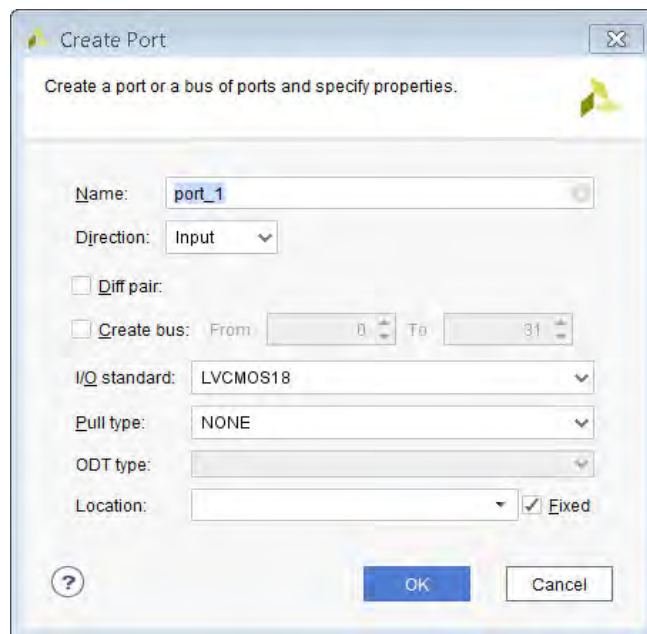 Create Port
Create a port or a bus of ports and specify properties.
Name: port_1
Direction: Input
Diff pair:
Create bus: From 0 To 31
I/O standard: LVCMOS18
Pull type: NONE
ODT type:
Location: Fixed
? OK Cancel